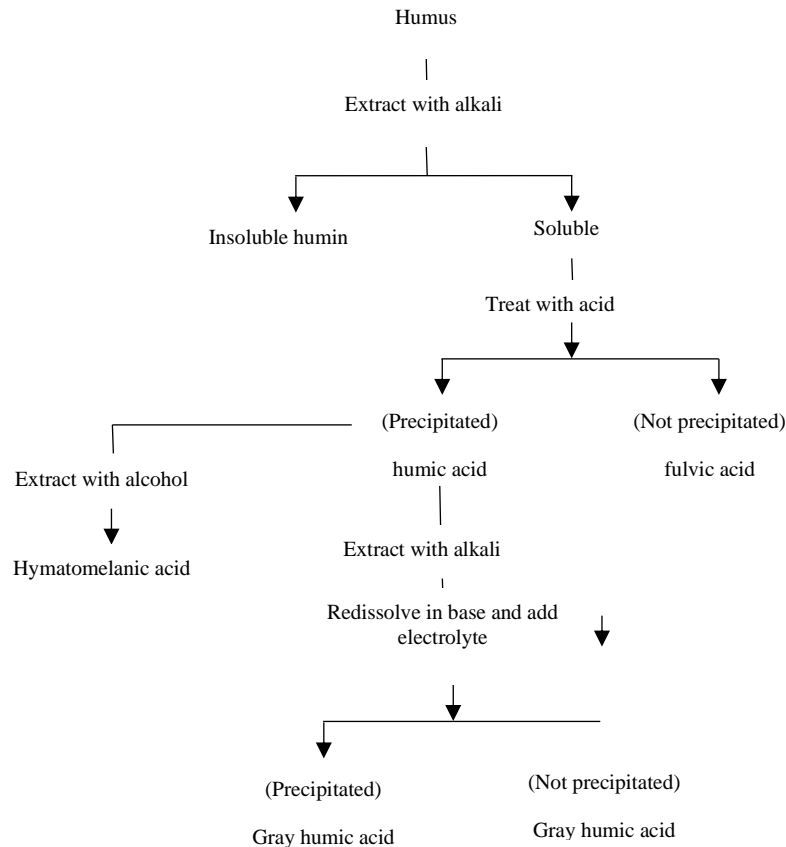 Humus
Extract with alkali
Insoluble humin
Soluble
Treat with acid
(Precipitated)
humic acid
(Not precipitated)
fulvic acid
Extract with alcohol
Hymatomelanic acid
Extract with alkali
Redissolve in base and add
electrolyte
(Precipitated)
Gray humic acid
(Not precipitated)
Gray humic acid